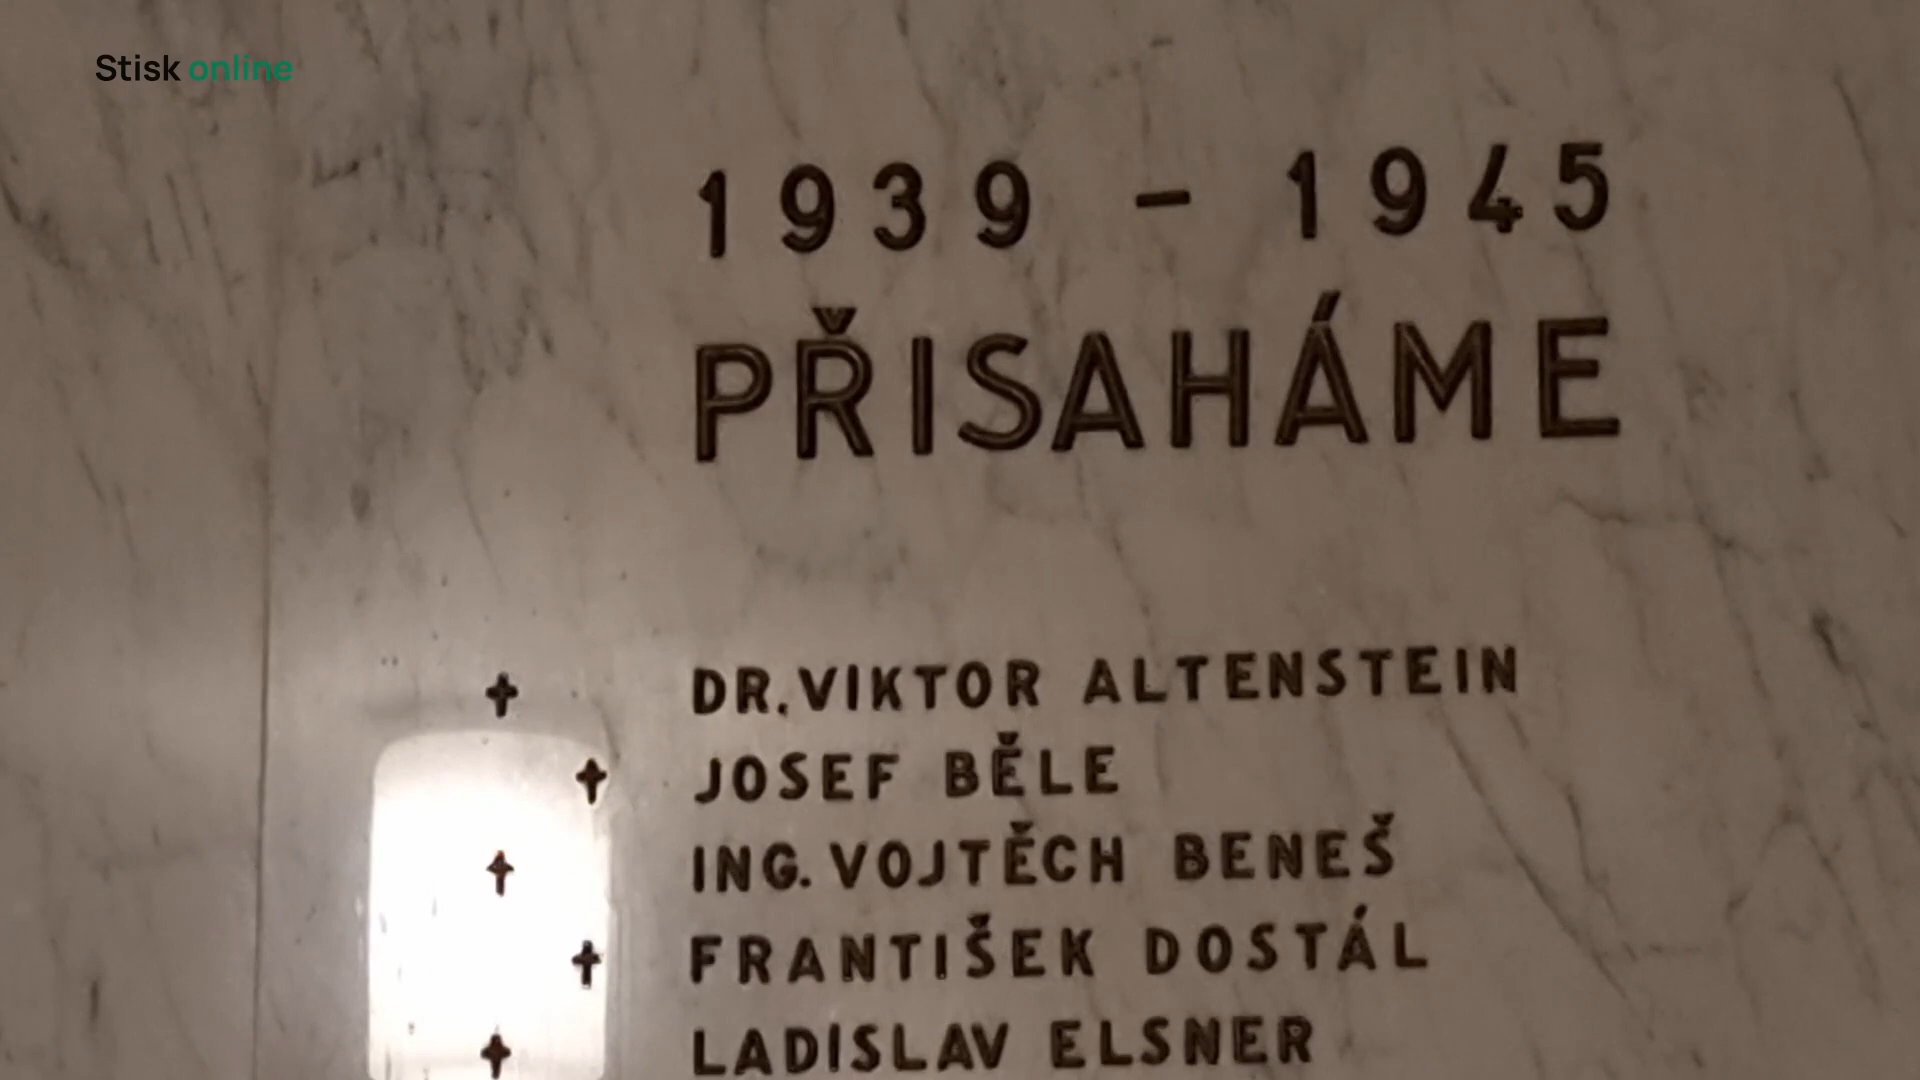 Stisk online
1939 - 1945
PŘISAHÁME
✝ DR. VIKTOR ALTENSTEIN
✝ JOSEF BĚLE
✝ ING. VOJTĚCH BENEŠ
✝ FRANTIŠEK DOSTÁL
✝ LADISLAV ELSNER